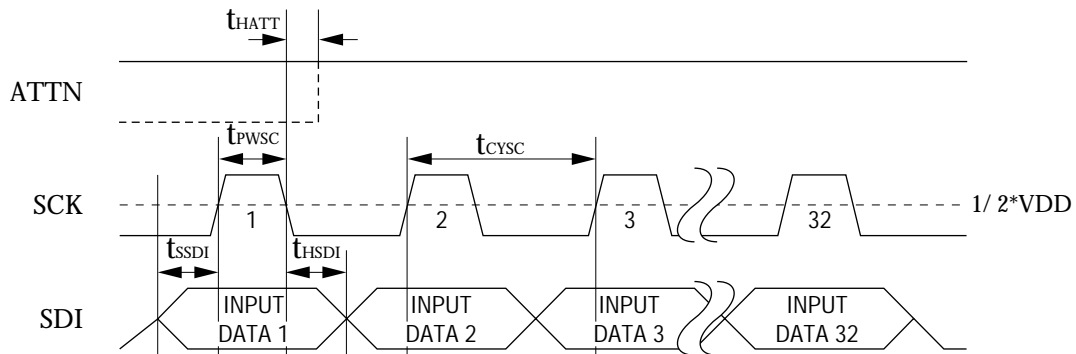 tHATT
ATTN
tPWSC
tCYSC
SCK
1
2
3
32
1/2*VDD
tSSDI
tHSDI
SDI
INPUT
DATA 1
INPUT
DATA 2
INPUT
DATA 3
INPUT
DATA 32